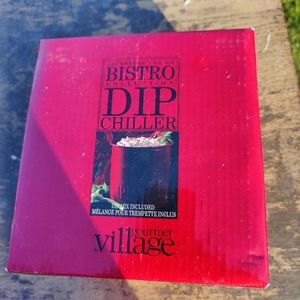 BISTRO
COLLECTION
DIP
CHILLER
DIP MIX INCLUDED
MÉLANGE POUR TREMPETTE INCLUS
gourmet
village